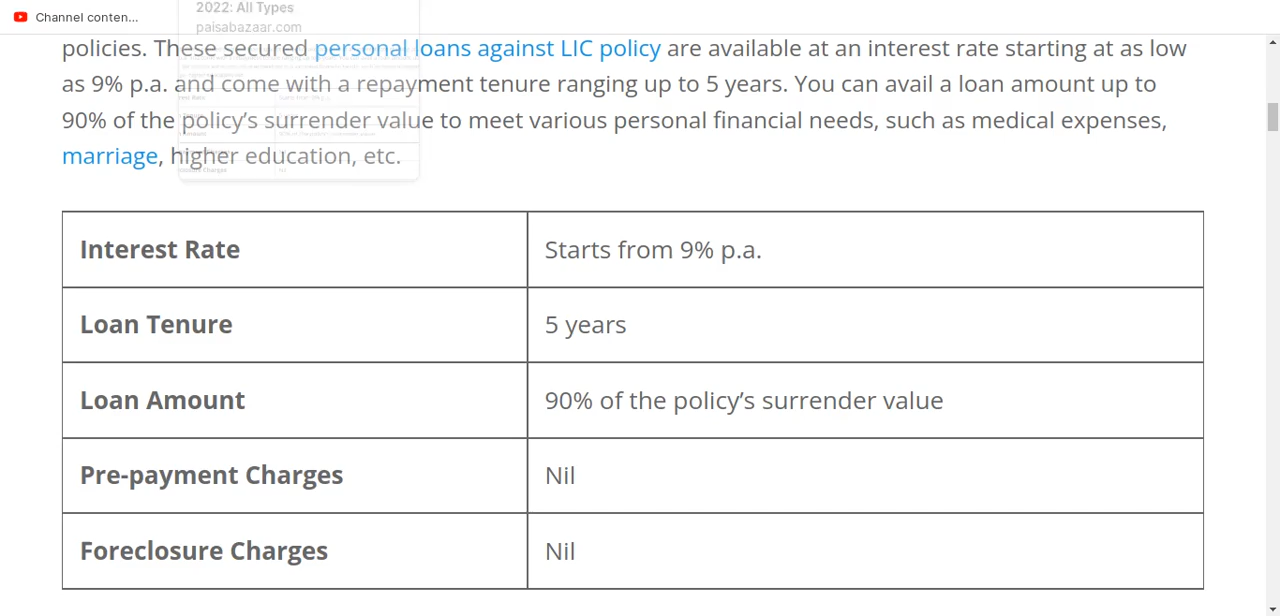 Channel conten...
2022: All Types
paisabazaar.com
policies. These secured personal loans against LIC policy are available at an interest rate starting at as low
as 9% p.a. and come with a repayment tenure ranging up to 5 years. You can avail a loan amount up to
90% of the policy’s surrender value to meet various personal financial needs, such as medical expenses,
marriage, higher education, etc.
Interest Rate Starts from 9% p.a.
Loan Tenure 5 years
Loan Amount 90% of the policy’s surrender value
Pre-payment Charges Nil
Foreclosure Charges Nil